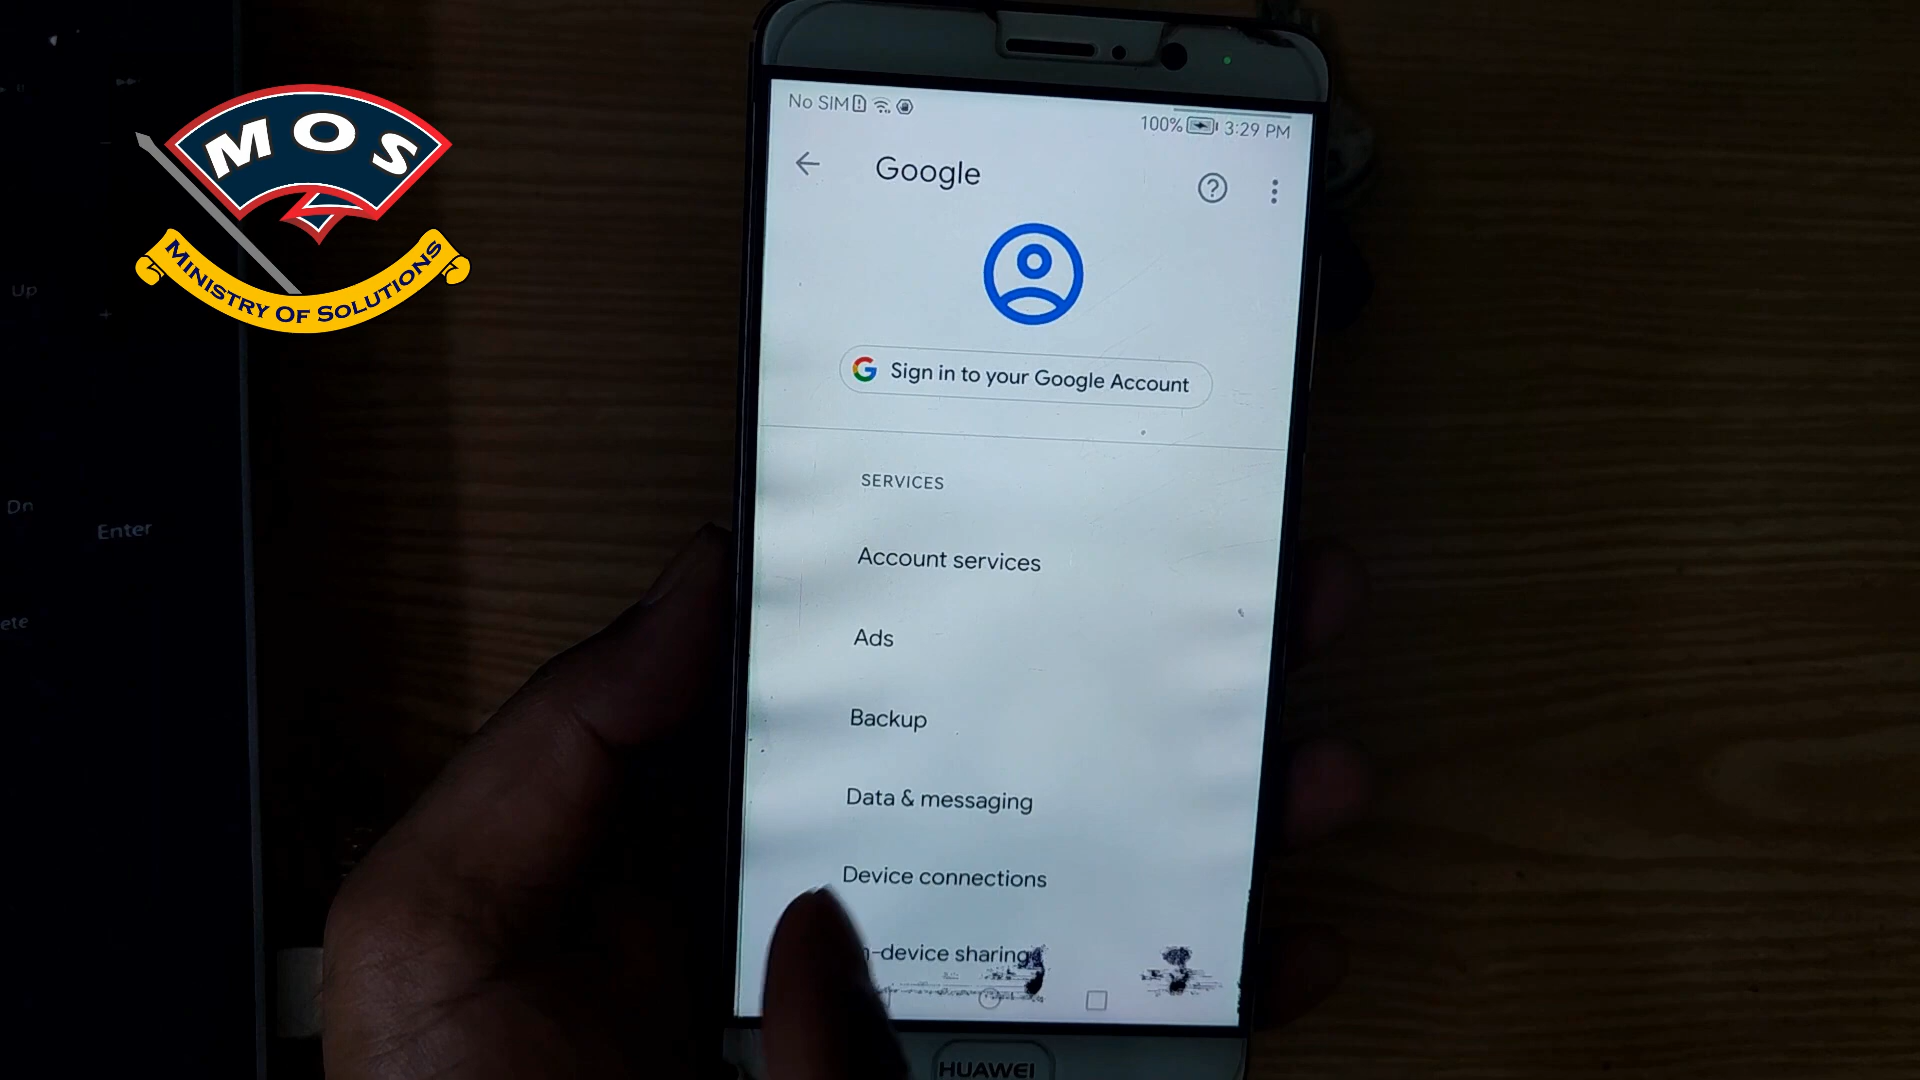 MOS
MINISTRY OF SOLUTIONS
Up
Dn
Enter
ete
No SIM
100% 3:29 PM
Google
Sign in to your Google Account
SERVICES
Account services
Ads
Backup
Data & messaging
Device connections
-device sharing
HUAWEI